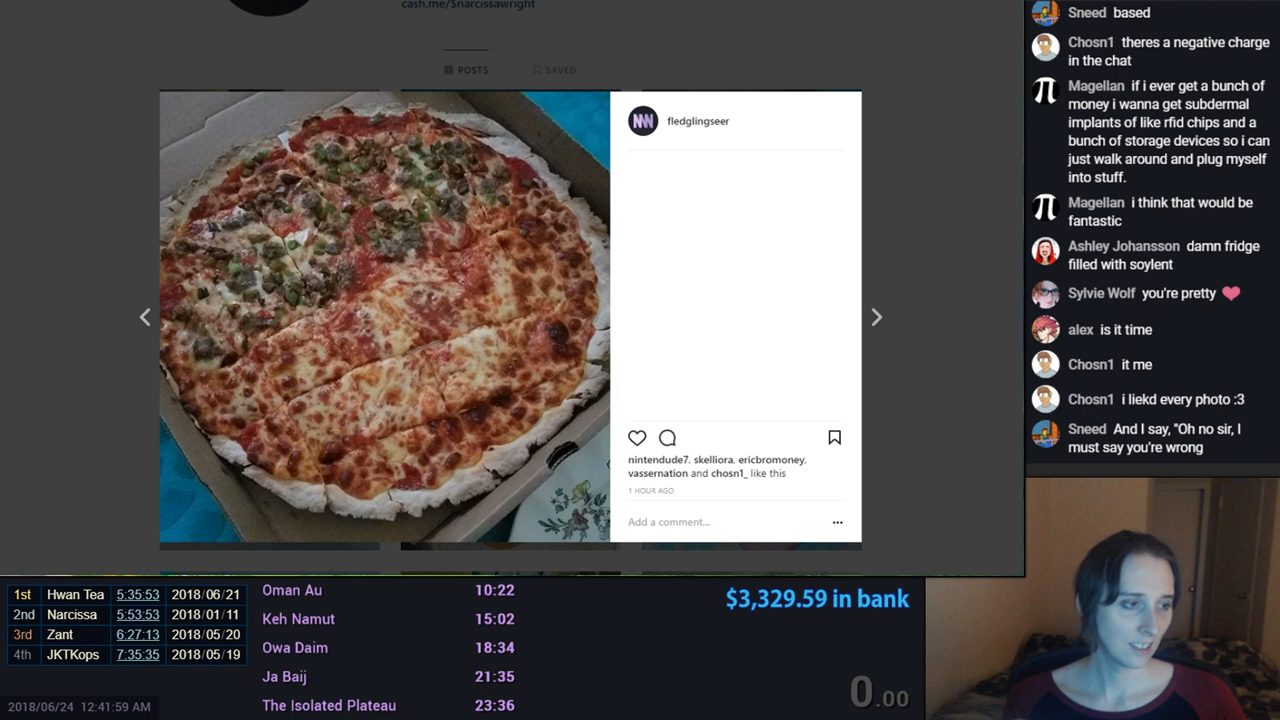 cash.me/$narcissawright
POSTS
SAVED
fledglingseer
nintendude7, skelliora, ericbromoney,
vassernation and chosn1_ like this
1 HOUR AGO
Add a comment...
Sneed based
Chosn1 theres a negative charge
in the chat
Magellan if i ever get a bunch of
money i wanna get subdermal
implants of like rfid chips and a
bunch of storage devices so i can
just walk around and plug myself
into stuff.
Magellan i think that would be
fantastic
Ashley Johansson damn fridge
filled with soylent
Sylvie Wolf you're pretty
alex is it time
Chosn1 it me
Chosn1 i liekd every photo :3
Sneed And I say, "Oh no sir, I
must say you're wrong
1st Hwan Tea 5:35:53 2018/06/21
2nd Narcissa 5:53:53 2018/01/11
3rd Zant 6:27:13 2018/05/20
4th JKTKops 7:35:35 2018/05/19
2018/06/24 12:41:59 AM
Oman Au 10:22
Keh Namut 15:02
Owa Daim 18:34
Ja Baij 21:35
The Isolated Plateau 23:36
$3,329.59 in bank
0.00